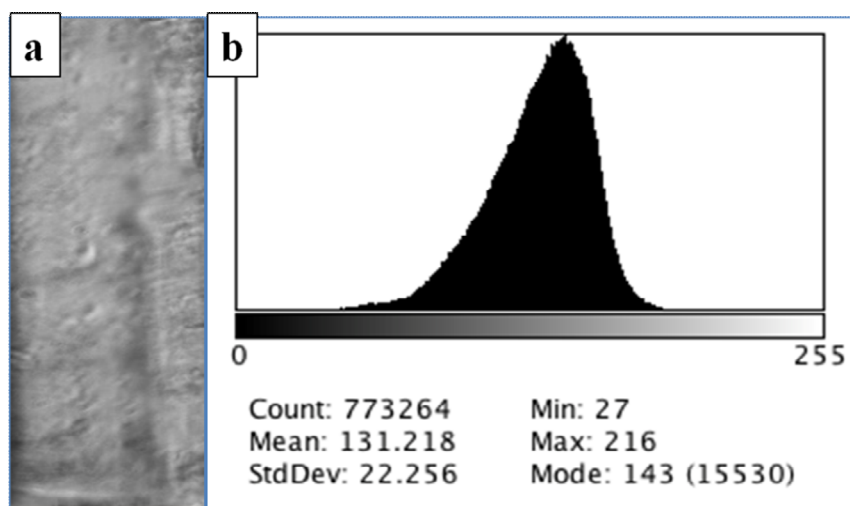 a
b
0 255
Count: 773264 Min: 27
Mean: 131.218 Max: 216
StdDev: 22.256 Mode: 143 (15530)